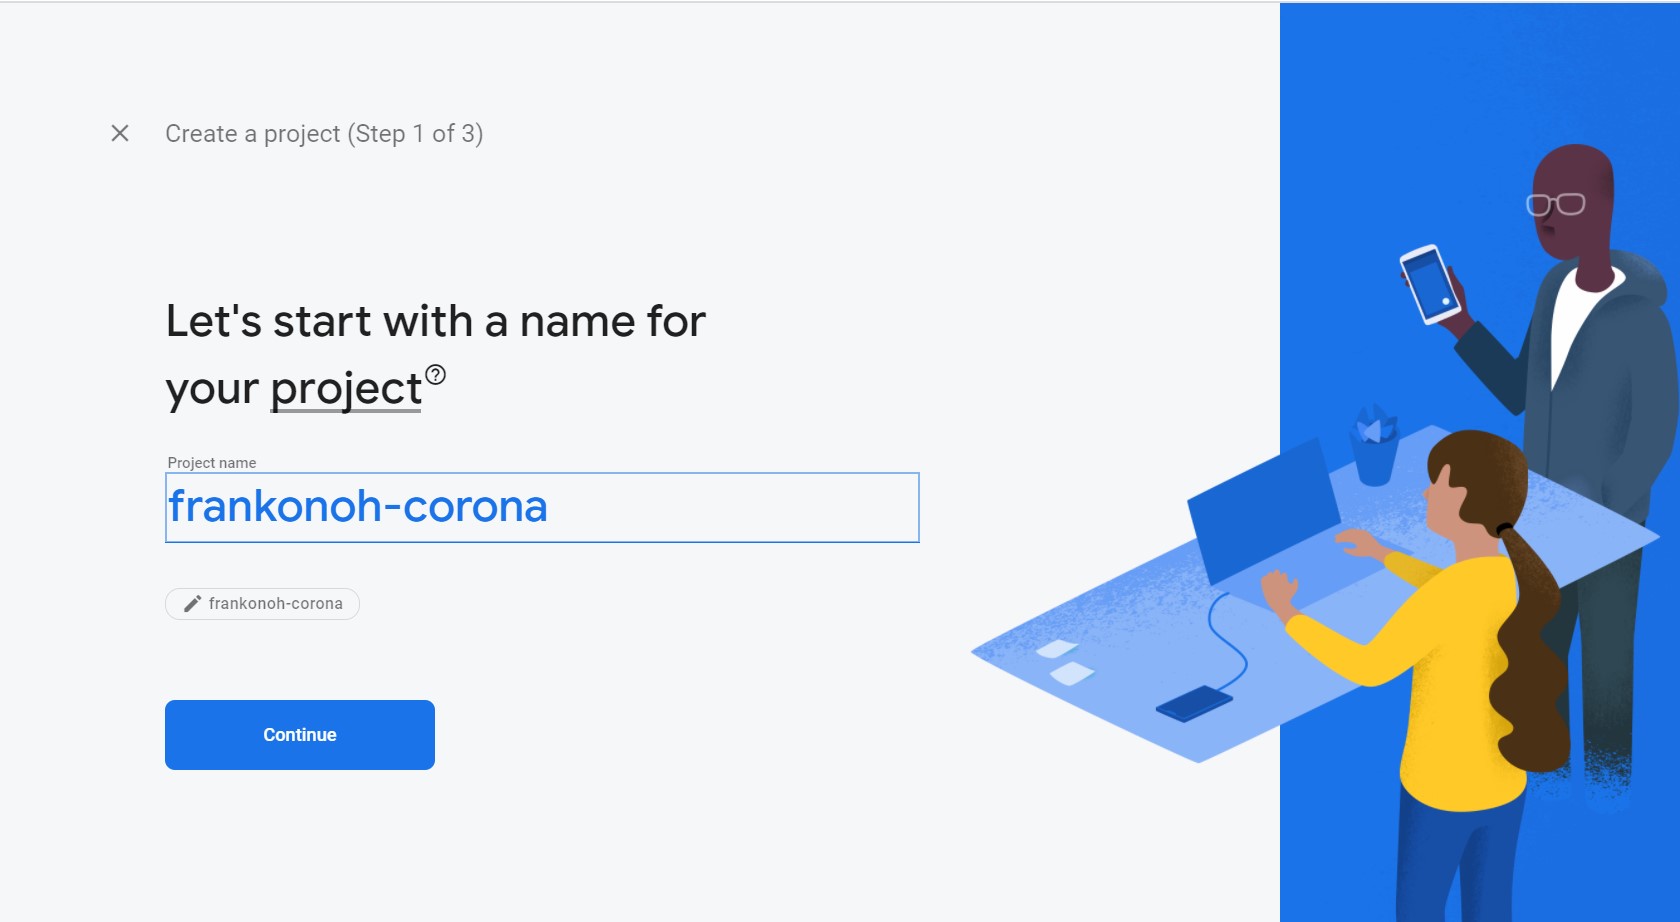 Create a project (Step 1 of 3)
Let's start with a name for
your project
Project name
frankonoh-corona
frankonoh-corona
Continue